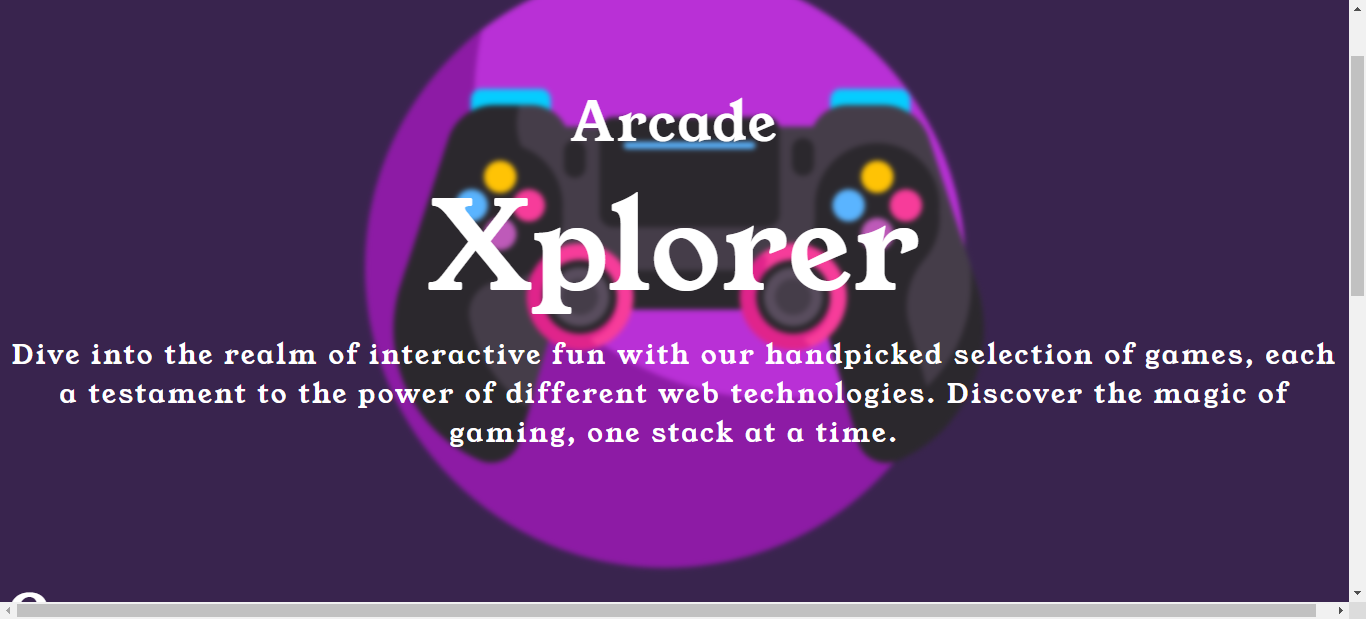 Arcade
Xplorer
Dive into the realm of interactive fun with our handpicked selection of games, each
a testament to the power of different web technologies. Discover the magic of
gaming, one stack at a time.